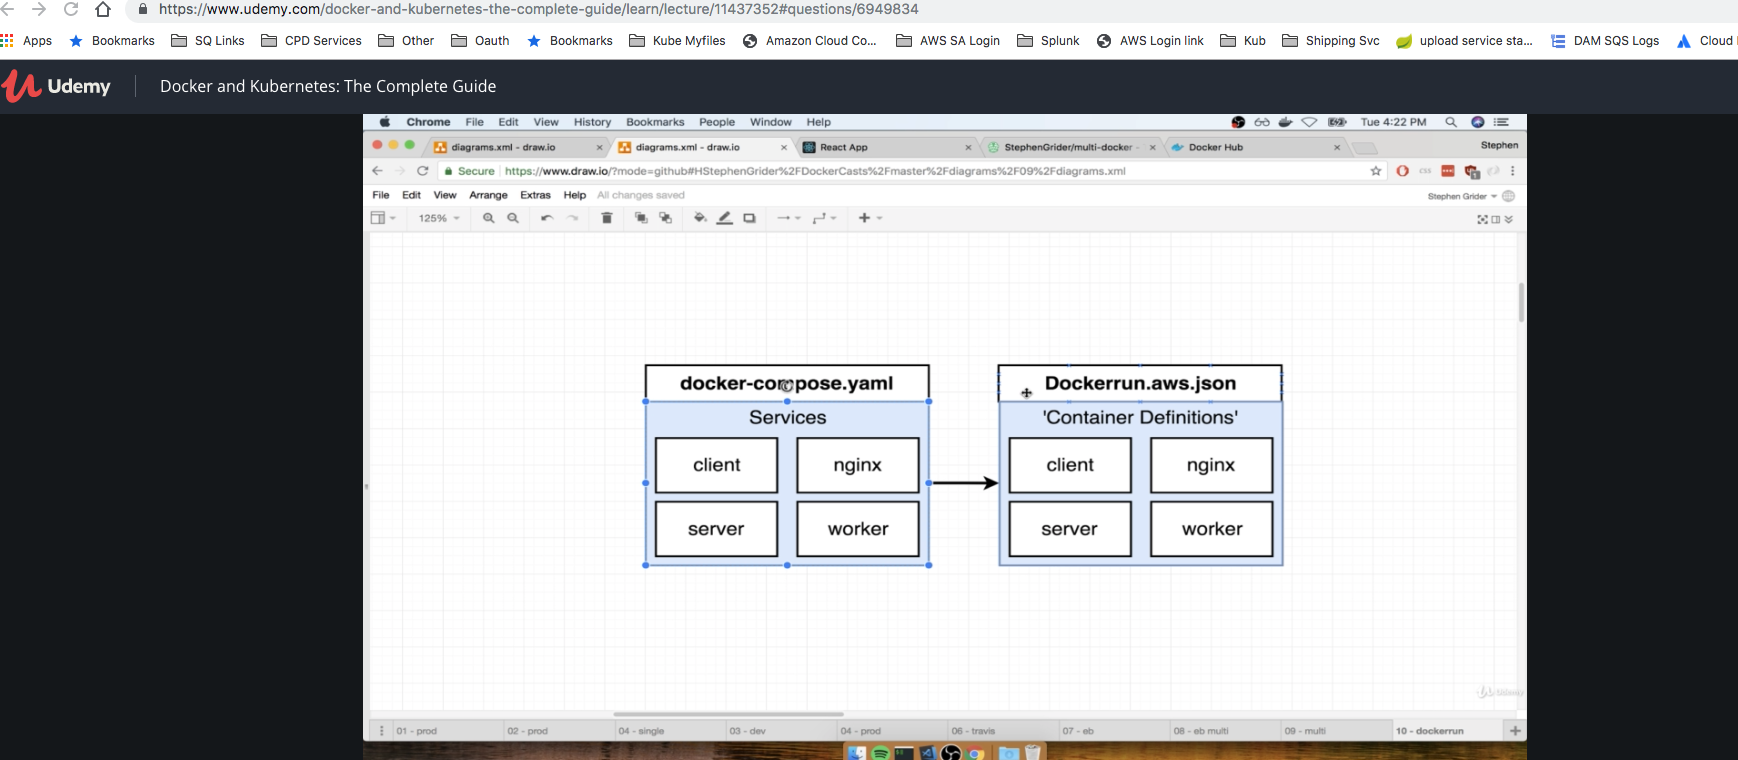 https://www.udemy.com/docker-and-kubernetes-the-complete-guide/learn/lecture/11437352#questions/6949834
Apps Bookmarks SQ Links CPD Services Other Oauth Bookmarks Kube Myfiles Amazon Cloud Co... AWS SA Login Splunk AWS Login link Kub Shipping Svc upload service sta... DAM SQS Logs Cloud
Udemy Docker and Kubernetes: The Complete Guide
Chrome File Edit View History Bookmarks People Window Help Tue 4:22 PM
diagrams.xml - draw.io diagrams.xml - draw.io React App StephenGrider/multi-docker - Docker Hub Stephen
Secure https://www.draw.io/?mode=github#HStephenGrider%2FDockerCasts%2Fmaster%2Fdiagrams%2F09%2Fdiagrams.xml
File Edit View Arrange Extras Help All changes saved Stephen Grider
125%
docker-compose.yaml Dockerrun.aws.json
Services 'Container Definitions'
client nginx client nginx
server worker server worker
Udemy
01 - prod 02 - prod 04 - single 03 - dev 04 - prod 06 - travis 07 - eb 08 - eb multi 09 - multi 10 - dockerrun